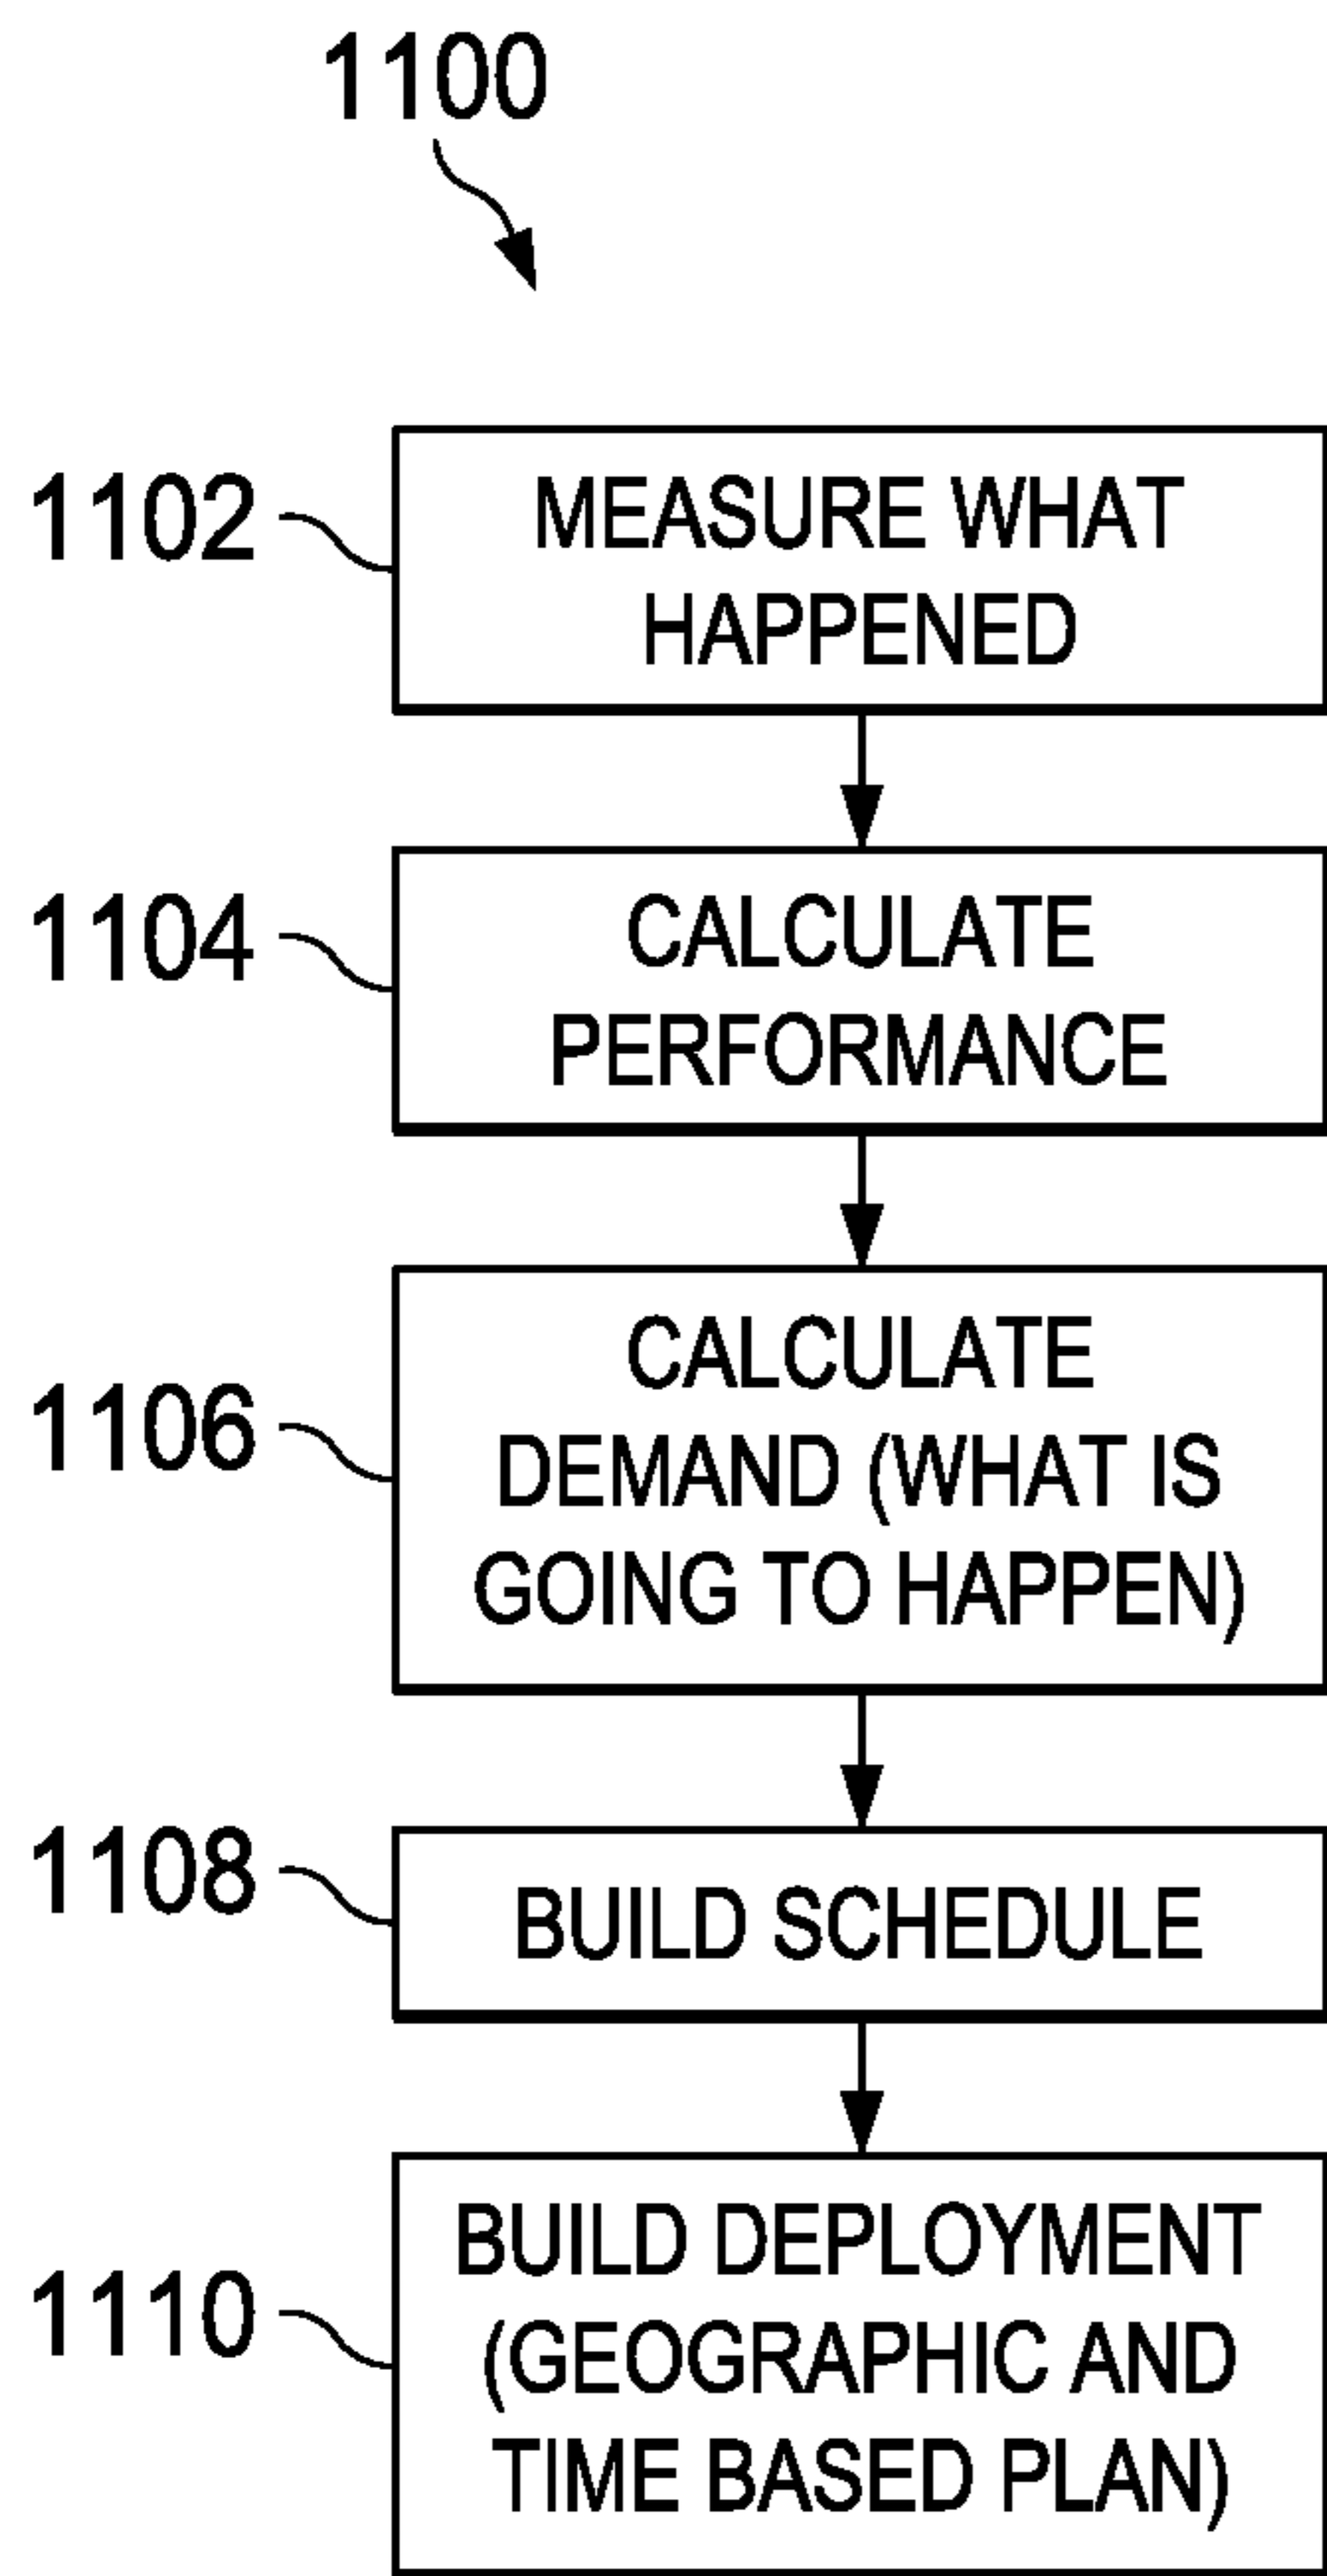 1100
1102
MEASURE WHAT
HAPPENED
1104
CALCULATE
PERFORMANCE
1106
CALCULATE
DEMAND (WHAT IS
GOING TO HAPPEN)
1108
BUILD SCHEDULE
1110
BUILD DEPLOYMENT
(GEOGRAPHIC AND
TIME BASED PLAN)